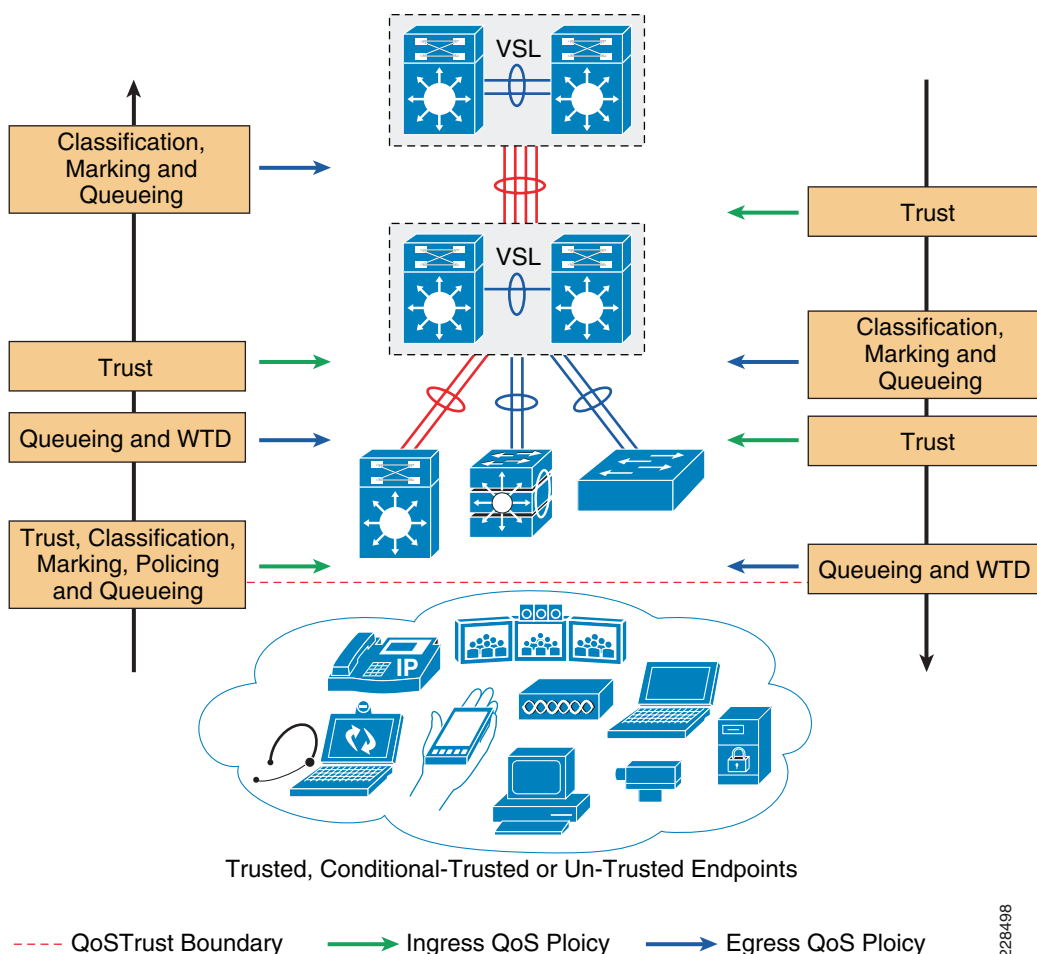 VSL
Classification,
Marking and
Queueing
Trust
VSL
Classification,
Marking and
Queueing
Trust
Queueing and WTD
Trust
Trust, Classification,
Marking, Policing
and Queueing
Queueing and WTD
IP
Trusted, Conditional-Trusted or Un-Trusted Endpoints
QoSTrust Boundary
Ingress QoS Ploicy
Egress QoS Ploicy
228498